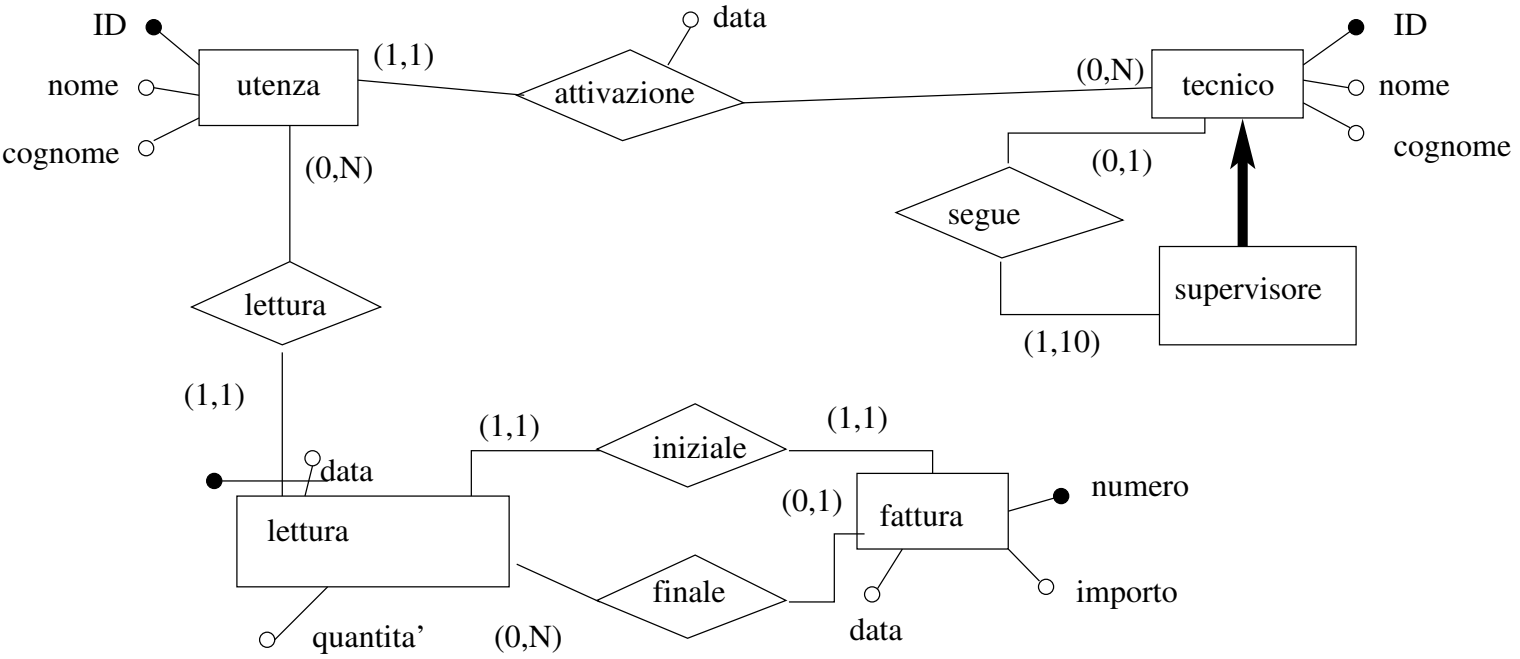 ID
nome
cognome
utenza
(1,1)
data
attivazione
(0,N)
tecnico
ID
nome
cognome
(0,N)
(0,1)
segue
supervisore
(1,10)
lettura
(1,1)
data
lettura
quantita’
(1,1)
iniziale
(1,1)
(0,1)
fattura
numero
importo
data
finale
(0,N)